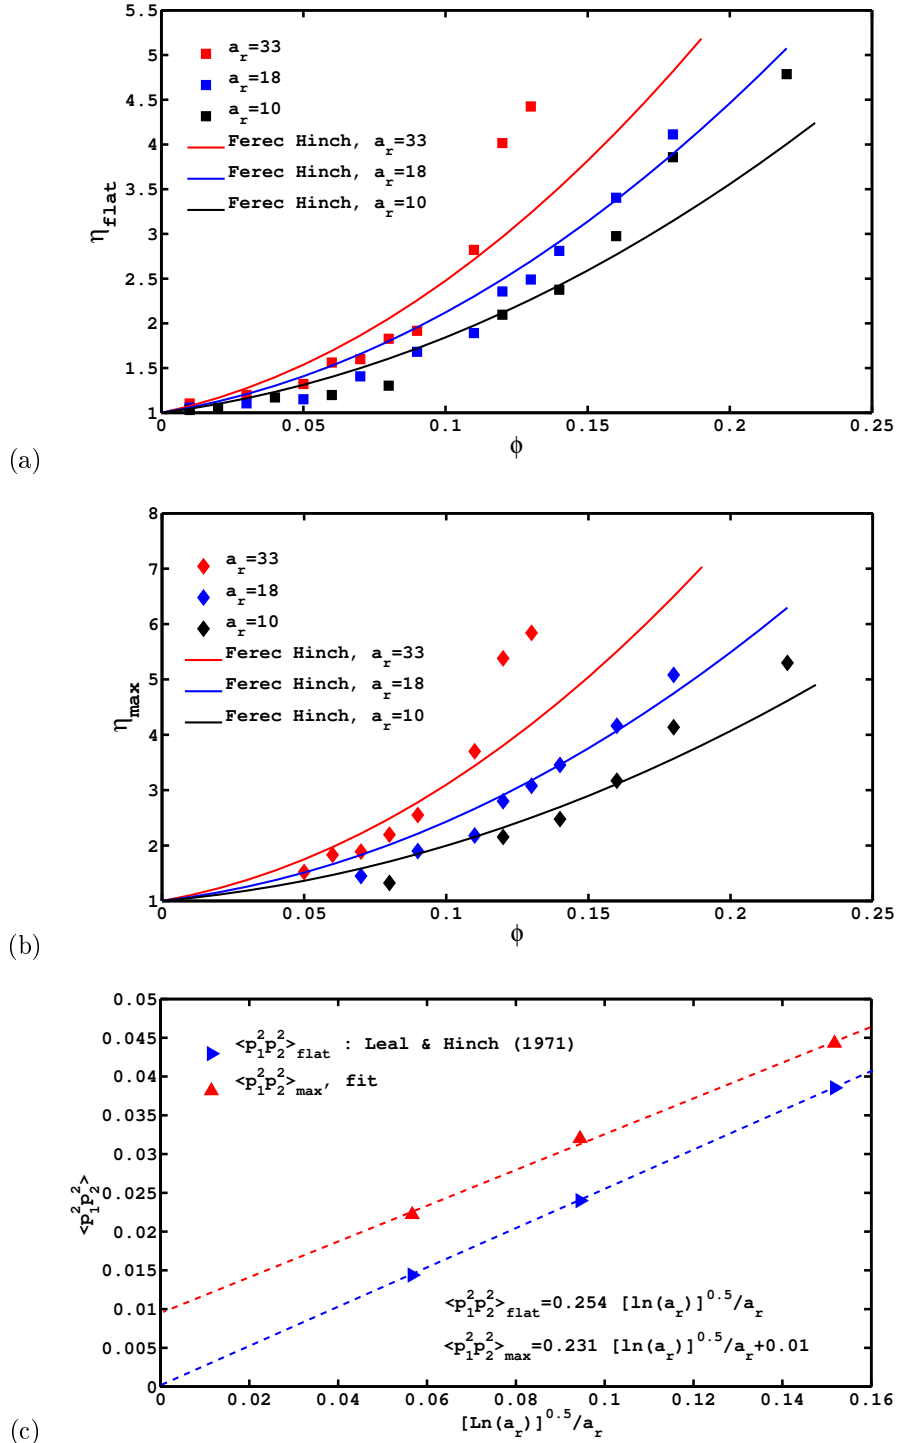 5.5
5
4.5
4
3.5
3
2.5
2
1.5
1
η_flat
a_r=33
a_r=18
a_r=10
Ferec Hinch, a_r=33
Ferec Hinch, a_r=18
Ferec Hinch, a_r=10
0 0.05 0.1 0.15 0.2 0.25
ϕ
(a)
8
7
6
5
4
3
2
1
η_max
a_r=33
a_r=18
a_r=10
Ferec Hinch, a_r=33
Ferec Hinch, a_r=18
Ferec Hinch, a_r=10
0 0.05 0.1 0.15 0.2 0.25
ϕ
(b)
0.05
0.045
0.04
0.035
0.03
0.025
0.02
0.015
0.01
0.005
0
<p_1^2p_2^2>
<p_1^2p_2^2>_flat : Leal & Hinch (1971)
<p_1^2p_2^2>_max, fit
<p_1^2p_2^2>_flat=0.254 [ln(a_r)]^0.5/a_r
<p_1^2p_2^2>_max=0.231 [ln(a_r)]^0.5/a_r+0.01
0 0.02 0.04 0.06 0.08 0.1 0.12 0.14 0.16
[Ln(a_r)]^0.5/a_r
(c)